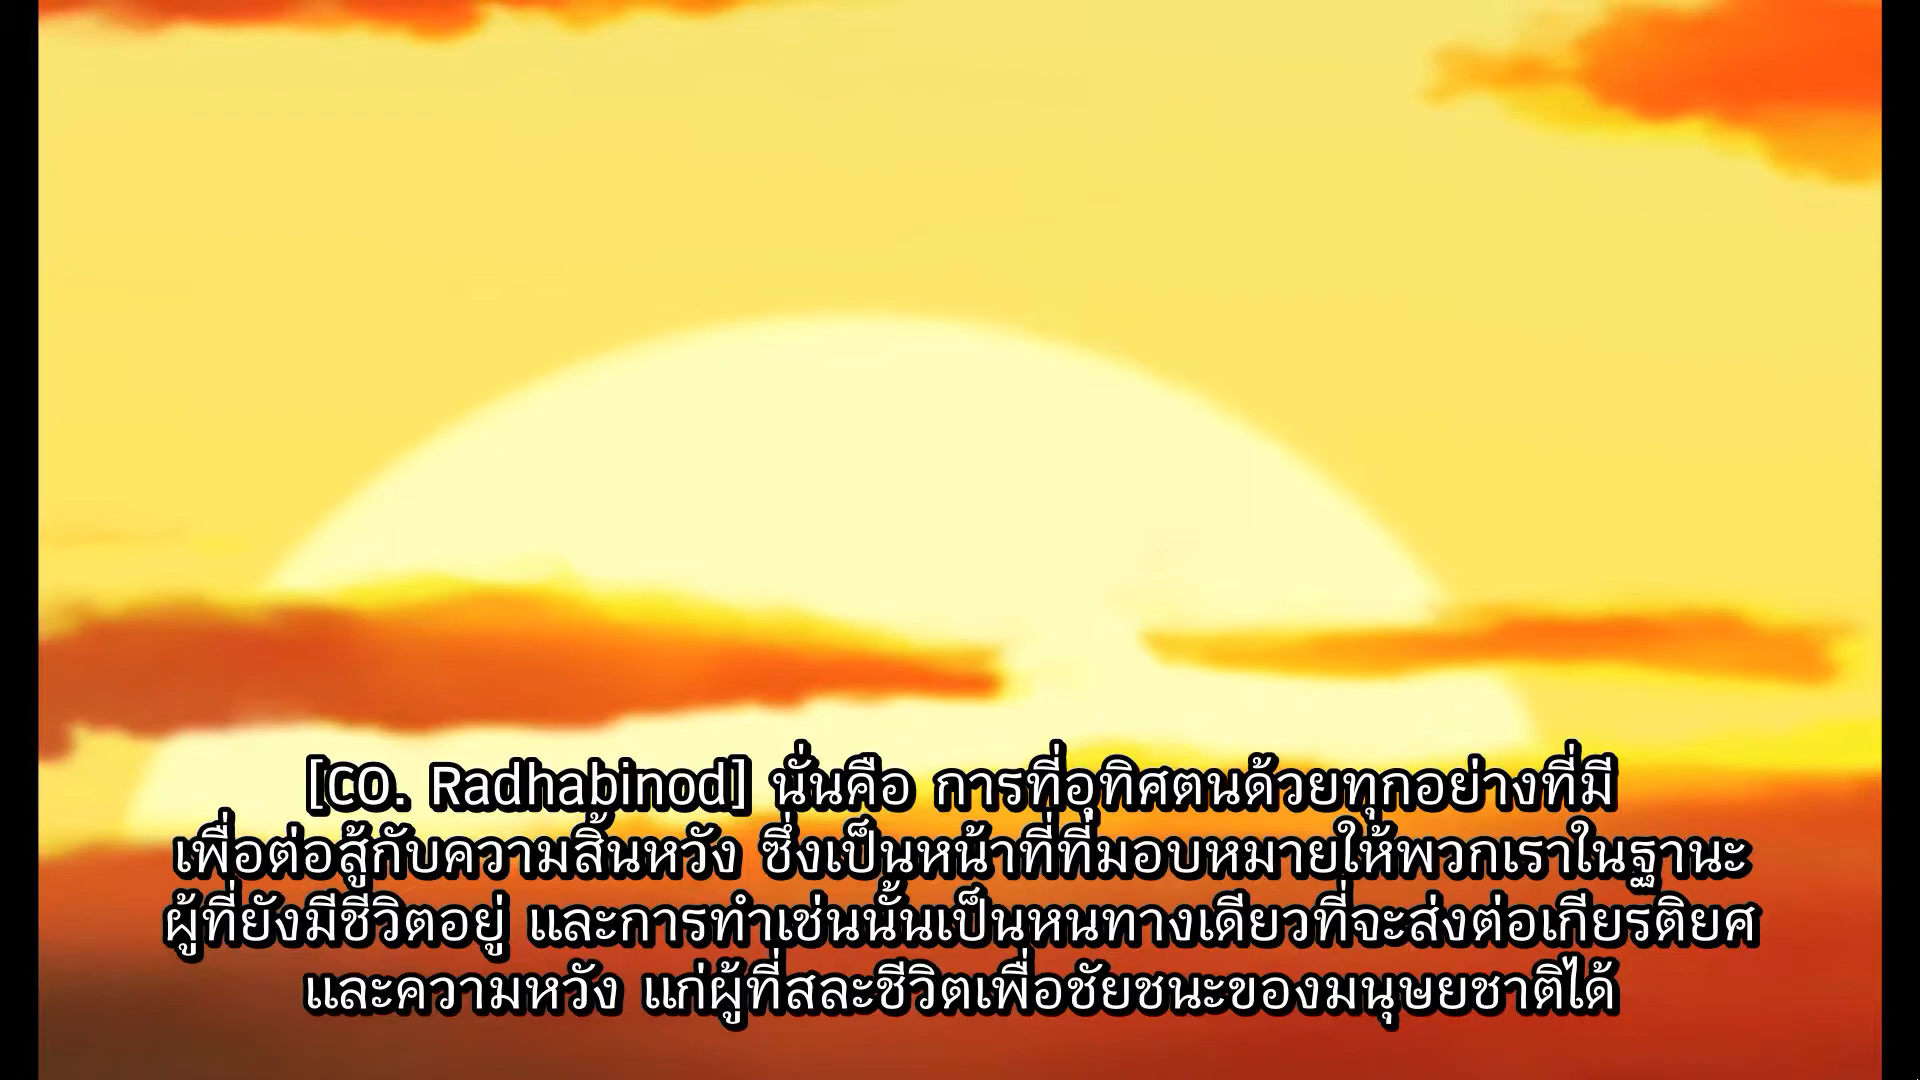 [CO. Radhabinod] นั่นคือ การที่อุทิศตนด้วยทุกอย่างที่มี
เพื่อต่อสู้กับความสิ้นหวัง ซึ่งเป็นหน้าที่ที่มอบหมายให้พวกเราในฐานะ
ผู้ที่ยังมีชีวิตอยู่ และการทำเช่นนั้นเป็นหนทางเดียวที่จะส่งต่อเกียรติยศ
และความหวัง แก่ผู้ที่สละชีวิตเพื่อชัยชนะของมนุษยชาติได้